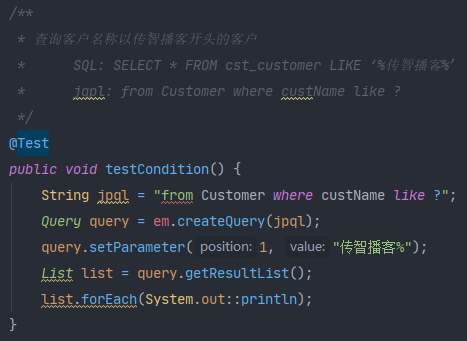 /**
 * 查询客户名称以传智播客开头的客户
 *      SQL: SELECT * FROM cst_customer LIKE ‘%传智播客%’
 *      jqpl: from Customer where custName like ?
 */
@Test
public void testCondition() {
    String jpql = "from Customer where custName like ?";
    Query query = em.createQuery(jpql);
    query.setParameter( position: 1, value: "传智播客%");
    List list = query.getResultList();
    list.forEach(System.out::println);
}